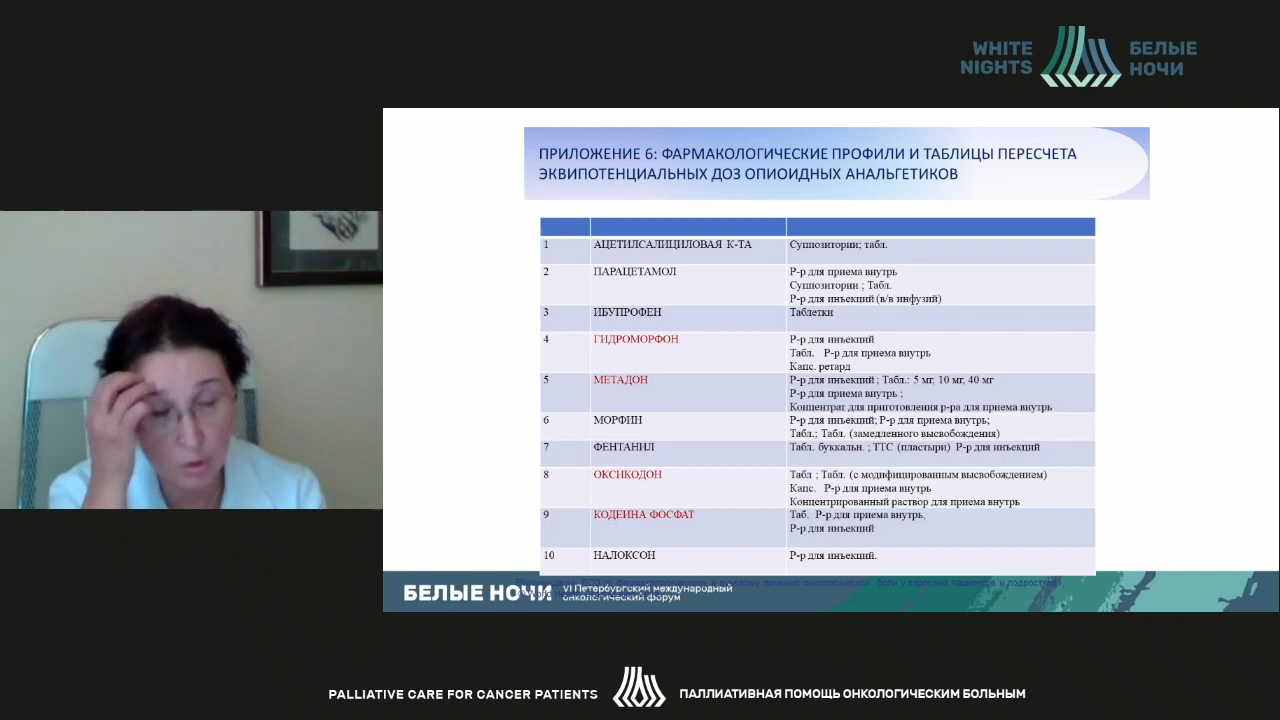 WHITE
NIGHTS
БЕЛЫЕ
НОЧИ
ПРИЛОЖЕНИЕ 6: ФАРМАКОЛОГИЧЕСКИЕ ПРОФИЛИ И ТАБЛИЦЫ ПЕРЕСЧЕТА
ЭКВИПОТЕНЦИАЛЬНЫХ ДОЗ ОПИОИДНЫХ АНАЛЬГЕТИКОВ
1 АЦЕТИЛСАЛИЦИЛОВАЯ К-ТА Суппозитории; табл.
2 ПАРАЦЕТАМОЛ Р-р для приема внутрь
Суппозитории ; Табл.
Р-р для инъекций (в/в инфузий)
3 ИБУПРОФЕН Таблетки
4 ГИДРОМОРФОН Р-р для инъекций
Табл. Р-р для приема внутрь
Капс. ретард
5 МЕТАДОН Р-р для инъекций ; Табл.: 5 мг, 10 мг, 40 мг
Р-р для приема внутрь ;
Концентрат для приготовления р-ра для приема внутрь
6 МОРФИН Р-р для инъекций; Р-р для приема внутрь;
Табл.; Табл. (замедленного высвобождения)
7 ФЕНТАНИЛ Табл. буккальн. ; ТТС (пластыри) Р-р для инъекций
8 ОКСИКОДОН Табл ; Табл. (с модифицированным высвобождением)
Капс. Р-р для приема внутрь
Концентрированный раствор для приема внутрь
9 КОДЕИНА ФОСФАТ Таб. Р-р для приема внутрь,
Р-р для инъекций
10 НАЛОКСОН Р-р для инъекций.
БЕЛЫЕ НОЧИ
VI Петербургский международный
онкологический форум
PALLIATIVE CARE FOR CANCER PATIENTS
ПАЛЛИАТИВНАЯ ПОМОЩЬ ОНКОЛОГИЧЕСКИМ БОЛЬНЫМ